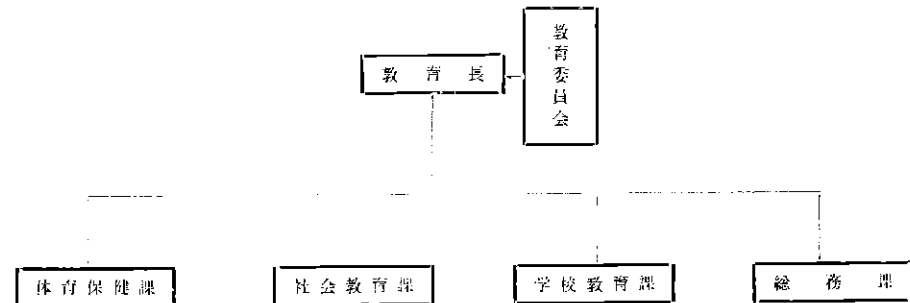 教育委員会
教育長
総務課
学校教育課
社会教育課
体育保健課